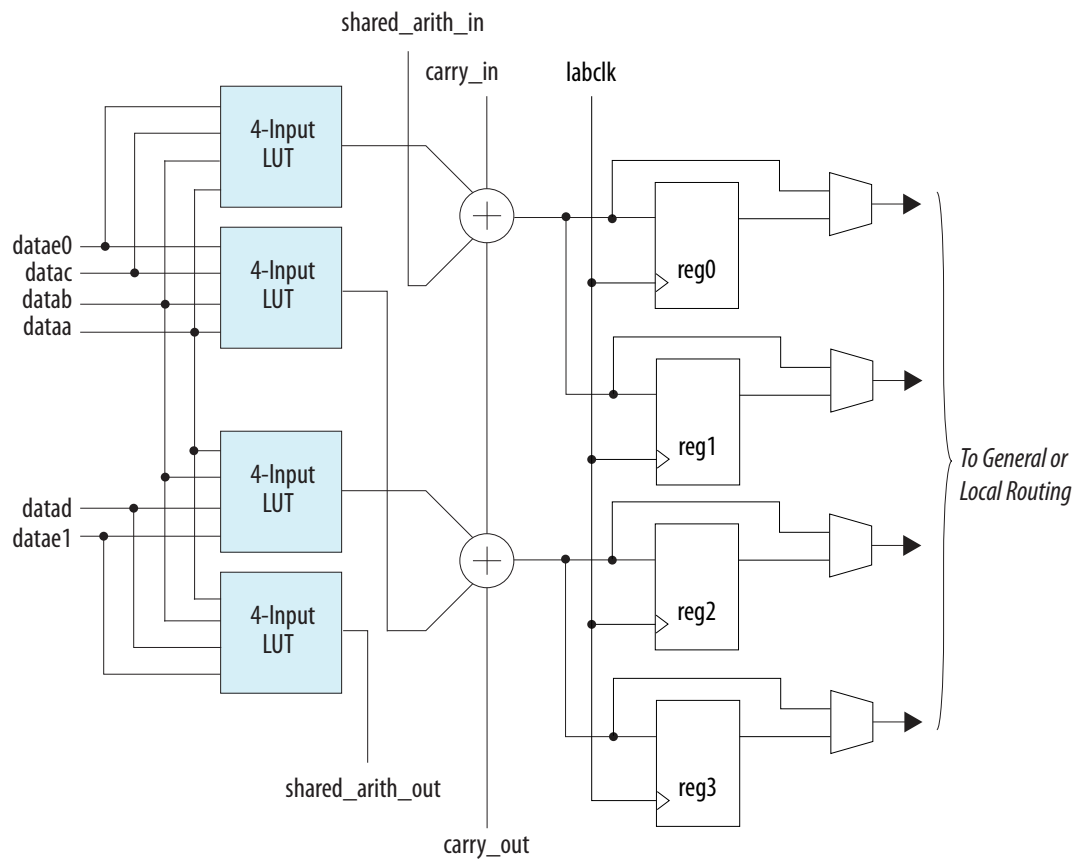 shared_arith_in
carry_in
labclk
4-Input
LUT
datae0
datac
datab
dataa
4-Input
LUT
4-Input
LUT
datad
datae1
4-Input
LUT
shared_arith_out
carry_out
+
+
reg0
reg1
reg2
reg3
To General or
Local Routing